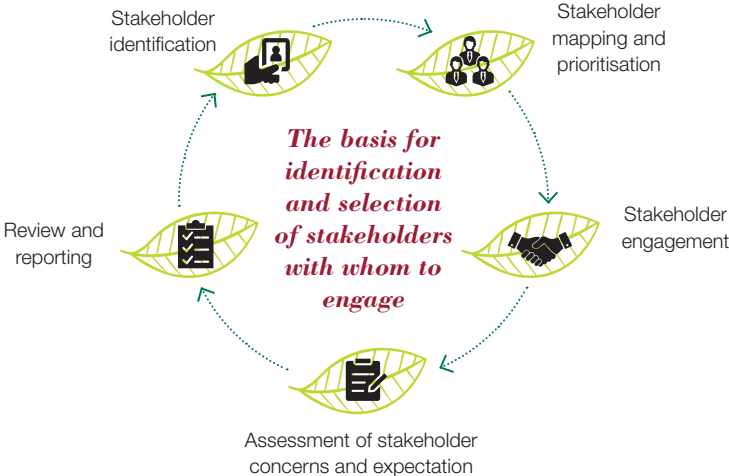 Stakeholder
identification
Stakeholder
mapping and
prioritisation
The basis for
identification
and selection
of stakeholders
with whom to
engage
Review and
reporting
Stakeholder
engagement
Assessment of stakeholder
concerns and expectation